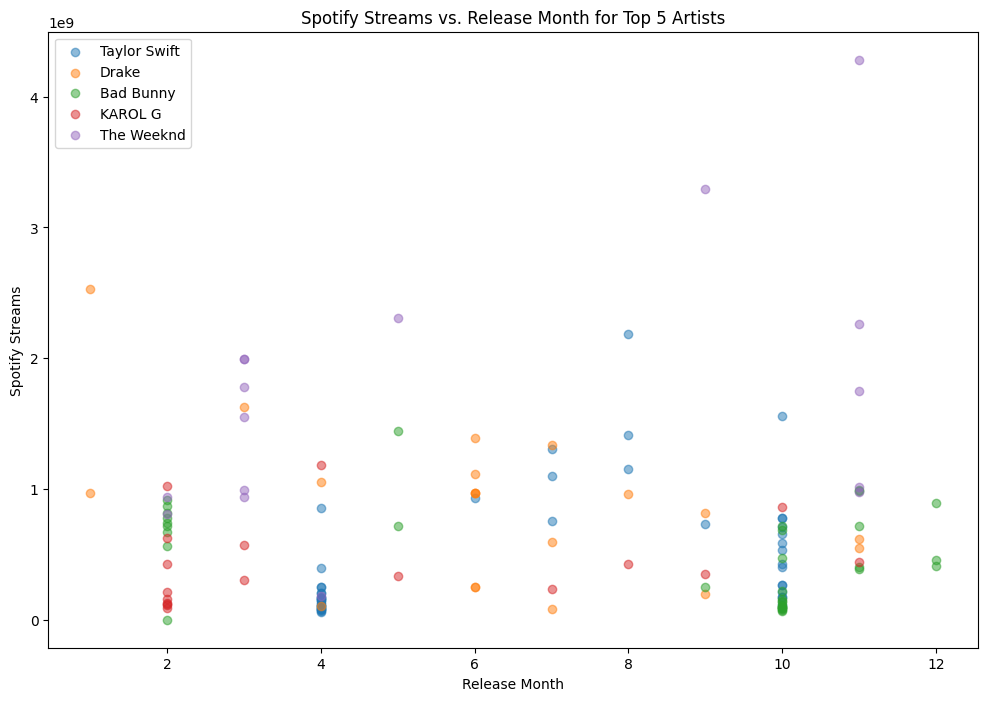 Spotify Streams vs. Release Month for Top 5 Artists
1e9
Taylor Swift
Drake
Bad Bunny
KAROL G
The Weeknd
4
3
2
1
0
Spotify Streams
2 4 6 8 10 12
Release Month